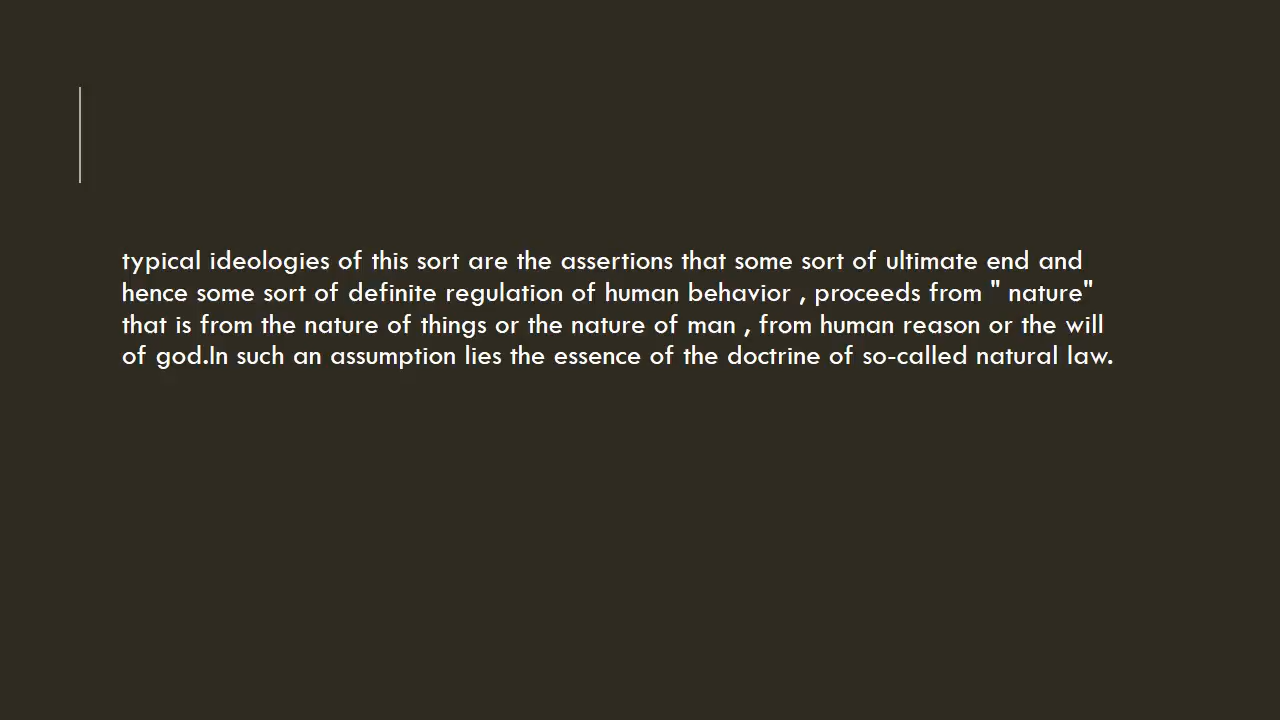 typical ideologies of this sort are the assertions that some sort of ultimate end and
hence some sort of definite regulation of human behavior , proceeds from " nature"
that is from the nature of things or the nature of man , from human reason or the will
of god.In such an assumption lies the essence of the doctrine of so-called natural law.